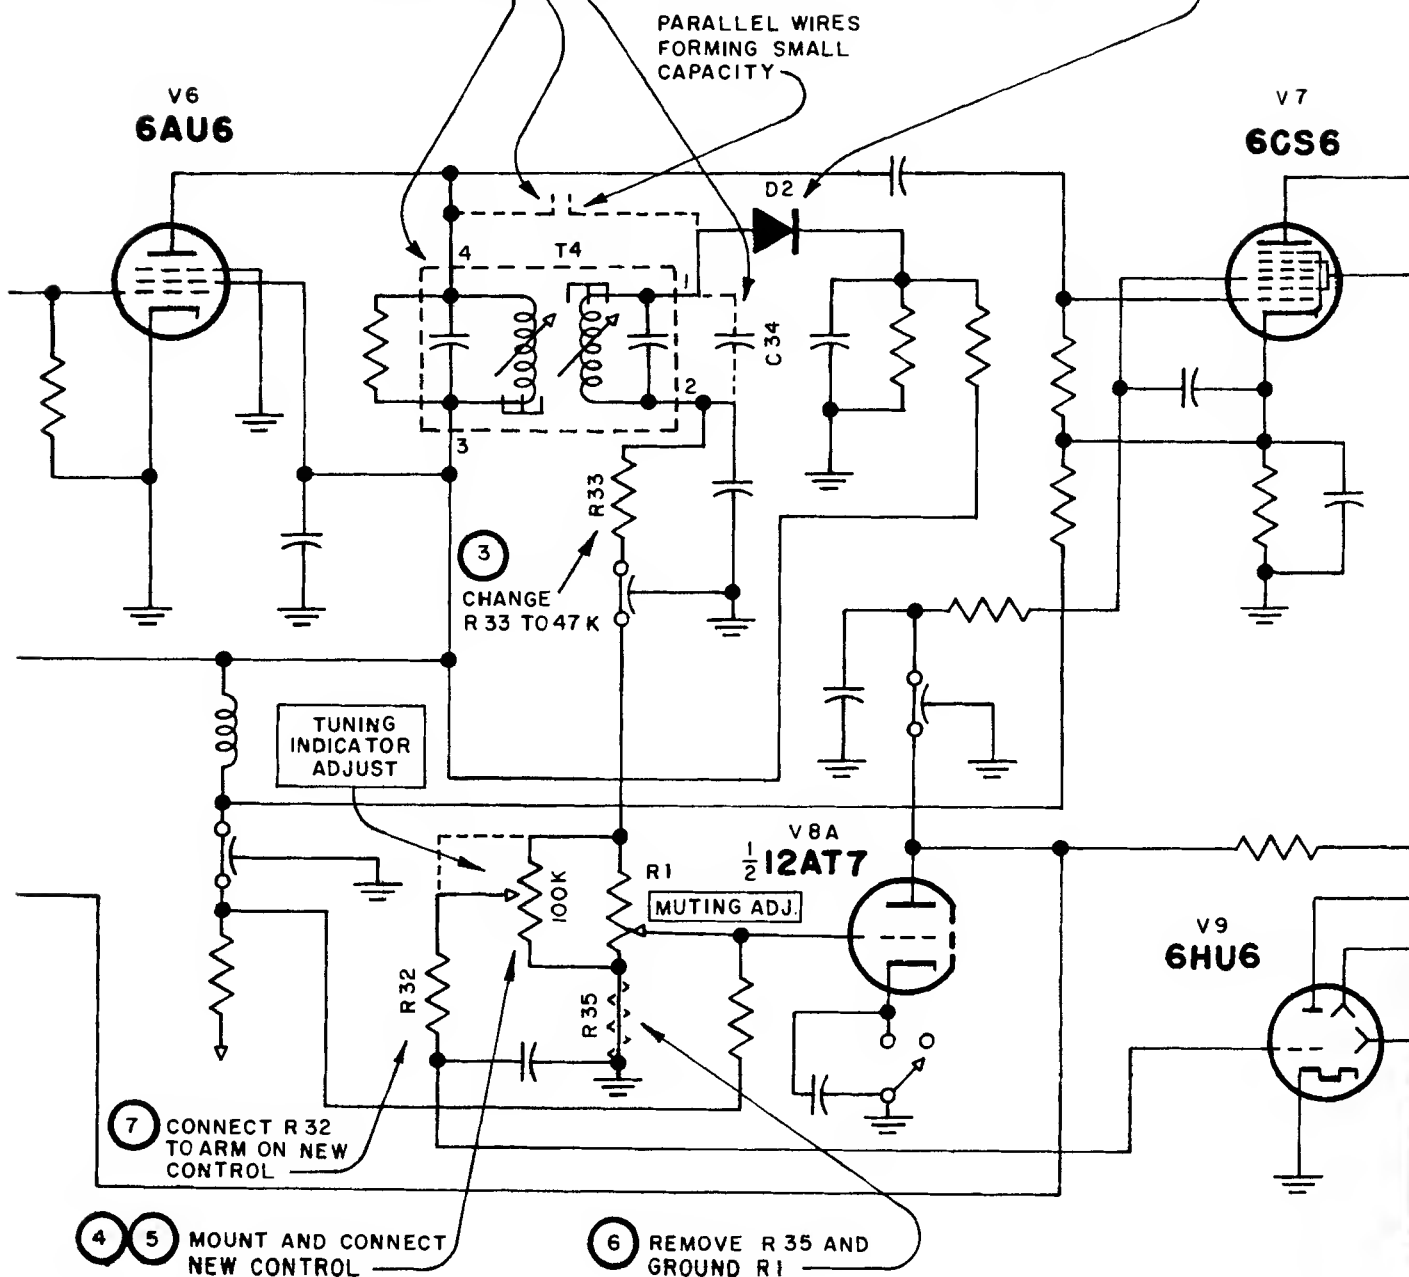 PARALLEL WIRES
FORMING SMALL
CAPACITY
V6
6AU6
V7
6CS6
D2
4
T4
1
C34
2
3
R33
3
CHANGE
R33 TO 47K
TUNING
INDICATOR
ADJUST
V8A
1/2 12AT7
R1
100K
MUTING ADJ.
V9
6HU6
R32
R35
7 CONNECT R32
TO ARM ON NEW
CONTROL
4 5 MOUNT AND CONNECT
NEW CONTROL
6 REMOVE R35 AND
GROUND R1